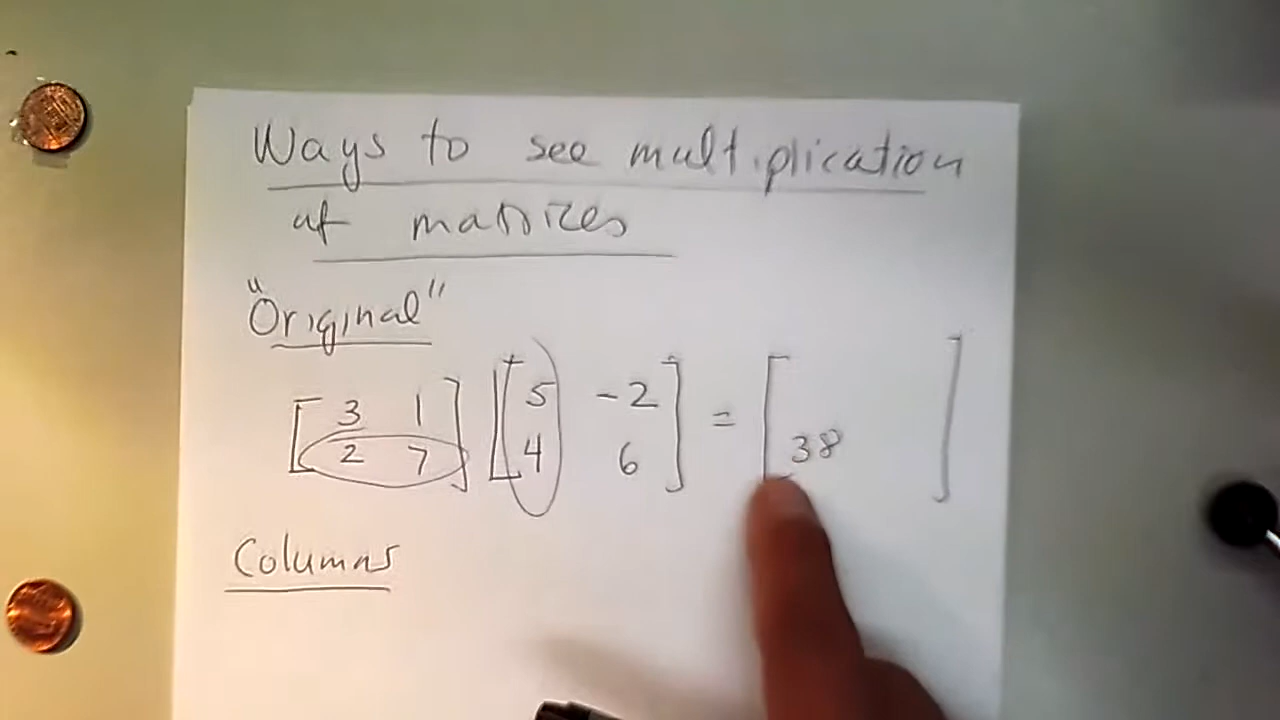 Ways to see multiplication
of matrices
"Original"
[3 1] [5 -2] = [ ]
[2 7] [4 6] [38 ]
Columns